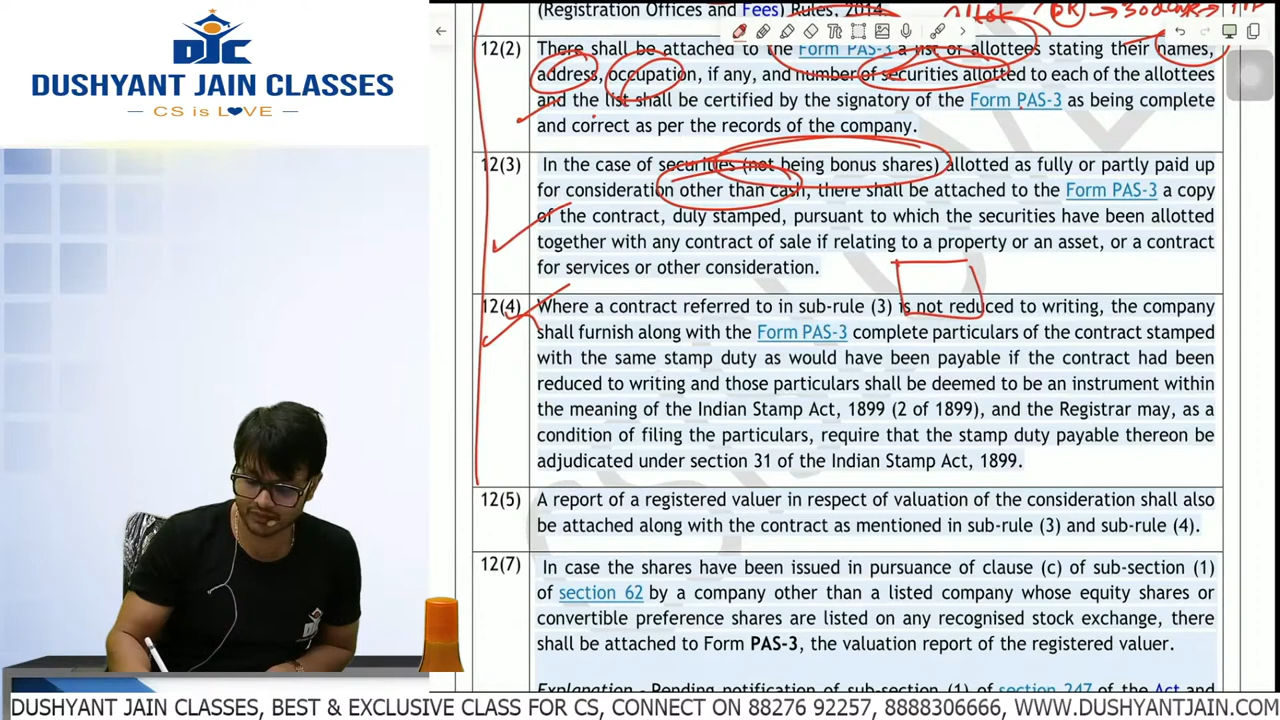 (Registration Offices and Fees) Rules, 2014.
DJC
DUSHYANT JAIN CLASSES
CS is LVE
12(2) There shall be attached to the Form PAS-3 a list of allottees stating their names,
address, occupation, if any, and number of securities allotted to each of the allottees
and the list shall be certified by the signatory of the Form PAS-3 as being complete
and correct as per the records of the company.
12(3) In the case of securities (not being bonus shares) allotted as fully or partly paid up
for consideration other than cash, there shall be attached to the Form PAS-3 a copy
of the contract, duly stamped, pursuant to which the securities have been allotted
together with any contract of sale if relating to a property or an asset, or a contract
for services or other consideration.
12(4) Where a contract referred to in sub-rule (3) is not reduced to writing, the company
shall furnish along with the Form PAS-3 complete particulars of the contract stamped
with the same stamp duty as would have been payable if the contract had been
reduced to writing and those particulars shall be deemed to be an instrument within
the meaning of the Indian Stamp Act, 1899 (2 of 1899), and the Registrar may, as a
condition of filing the particulars, require that the stamp duty payable thereon be
adjudicated under section 31 of the Indian Stamp Act, 1899.
12(5) A report of a registered valuer in respect of valuation of the consideration shall also
be attached along with the contract as mentioned in sub-rule (3) and sub-rule (4).
12(7) In case the shares have been issued in pursuance of clause (c) of sub-section (1)
of section 62 by a company other than a listed company whose equity shares or
convertible preference shares are listed on any recognised stock exchange, there
shall be attached to Form PAS-3, the valuation report of the registered valuer.
Explanation - Pending notification of sub-section (1) of section 247 of the Act and
DUSHYANT JAIN CLASSES, BEST & EXCLUSIVE CLASS FOR CS, CONNECT ON 88276 92257, 8888306666, WWW.DUSHYANTJAIN.COM